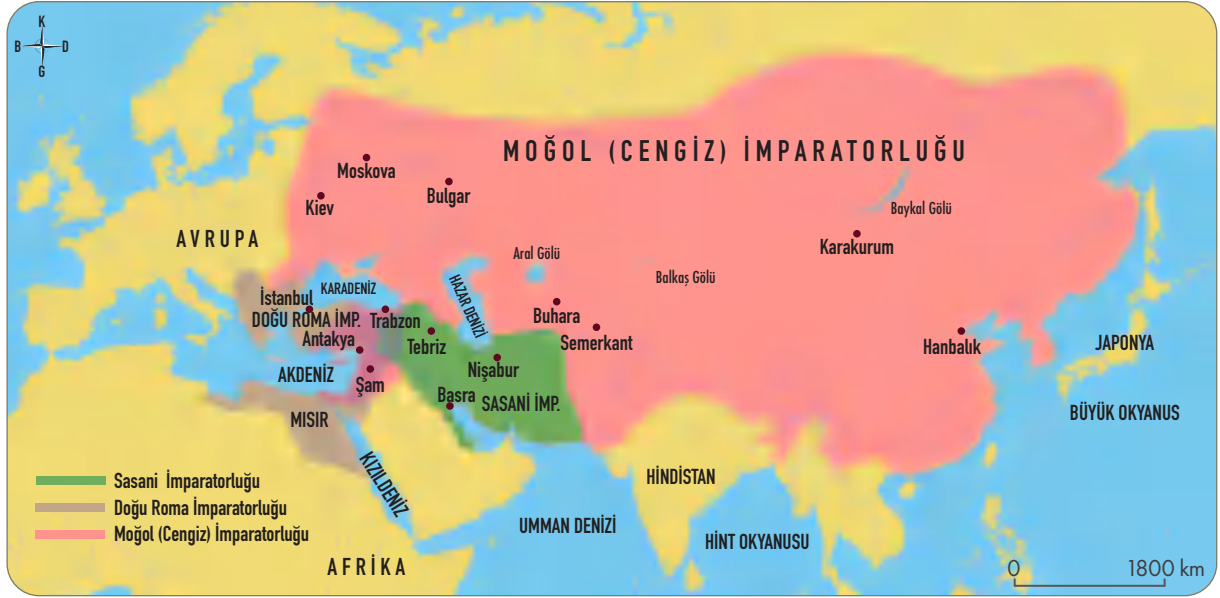 K
B D
G
MOĞOL (CENGİZ) İMPARATORLUĞU
Moskova
Bulgar
Kiev
Baykal Gölü
AVRUPA
Karakurum
Aral Gölü
Balkaş Gölü
KARADENİZ
HAZAR DENİZİ
İstanbul
DOĞU ROMA İMP.
Trabzon
Buhara
Semerkant
Antakya
Tebriz
Hanbalık
JAPONYA
AKDENİZ
Şam
Nişabur
Basra
SASANİ İMP.
BÜYÜK OKYANUS
MISIR
KIZILDENİZ
HİNDİSTAN
Sasani İmparatorluğu
Doğu Roma İmparatorluğu
Moğol (Cengiz) İmparatorluğu
UMMAN DENİZİ
HİNT OKYANUSU
AFRİKA
0 1800 km